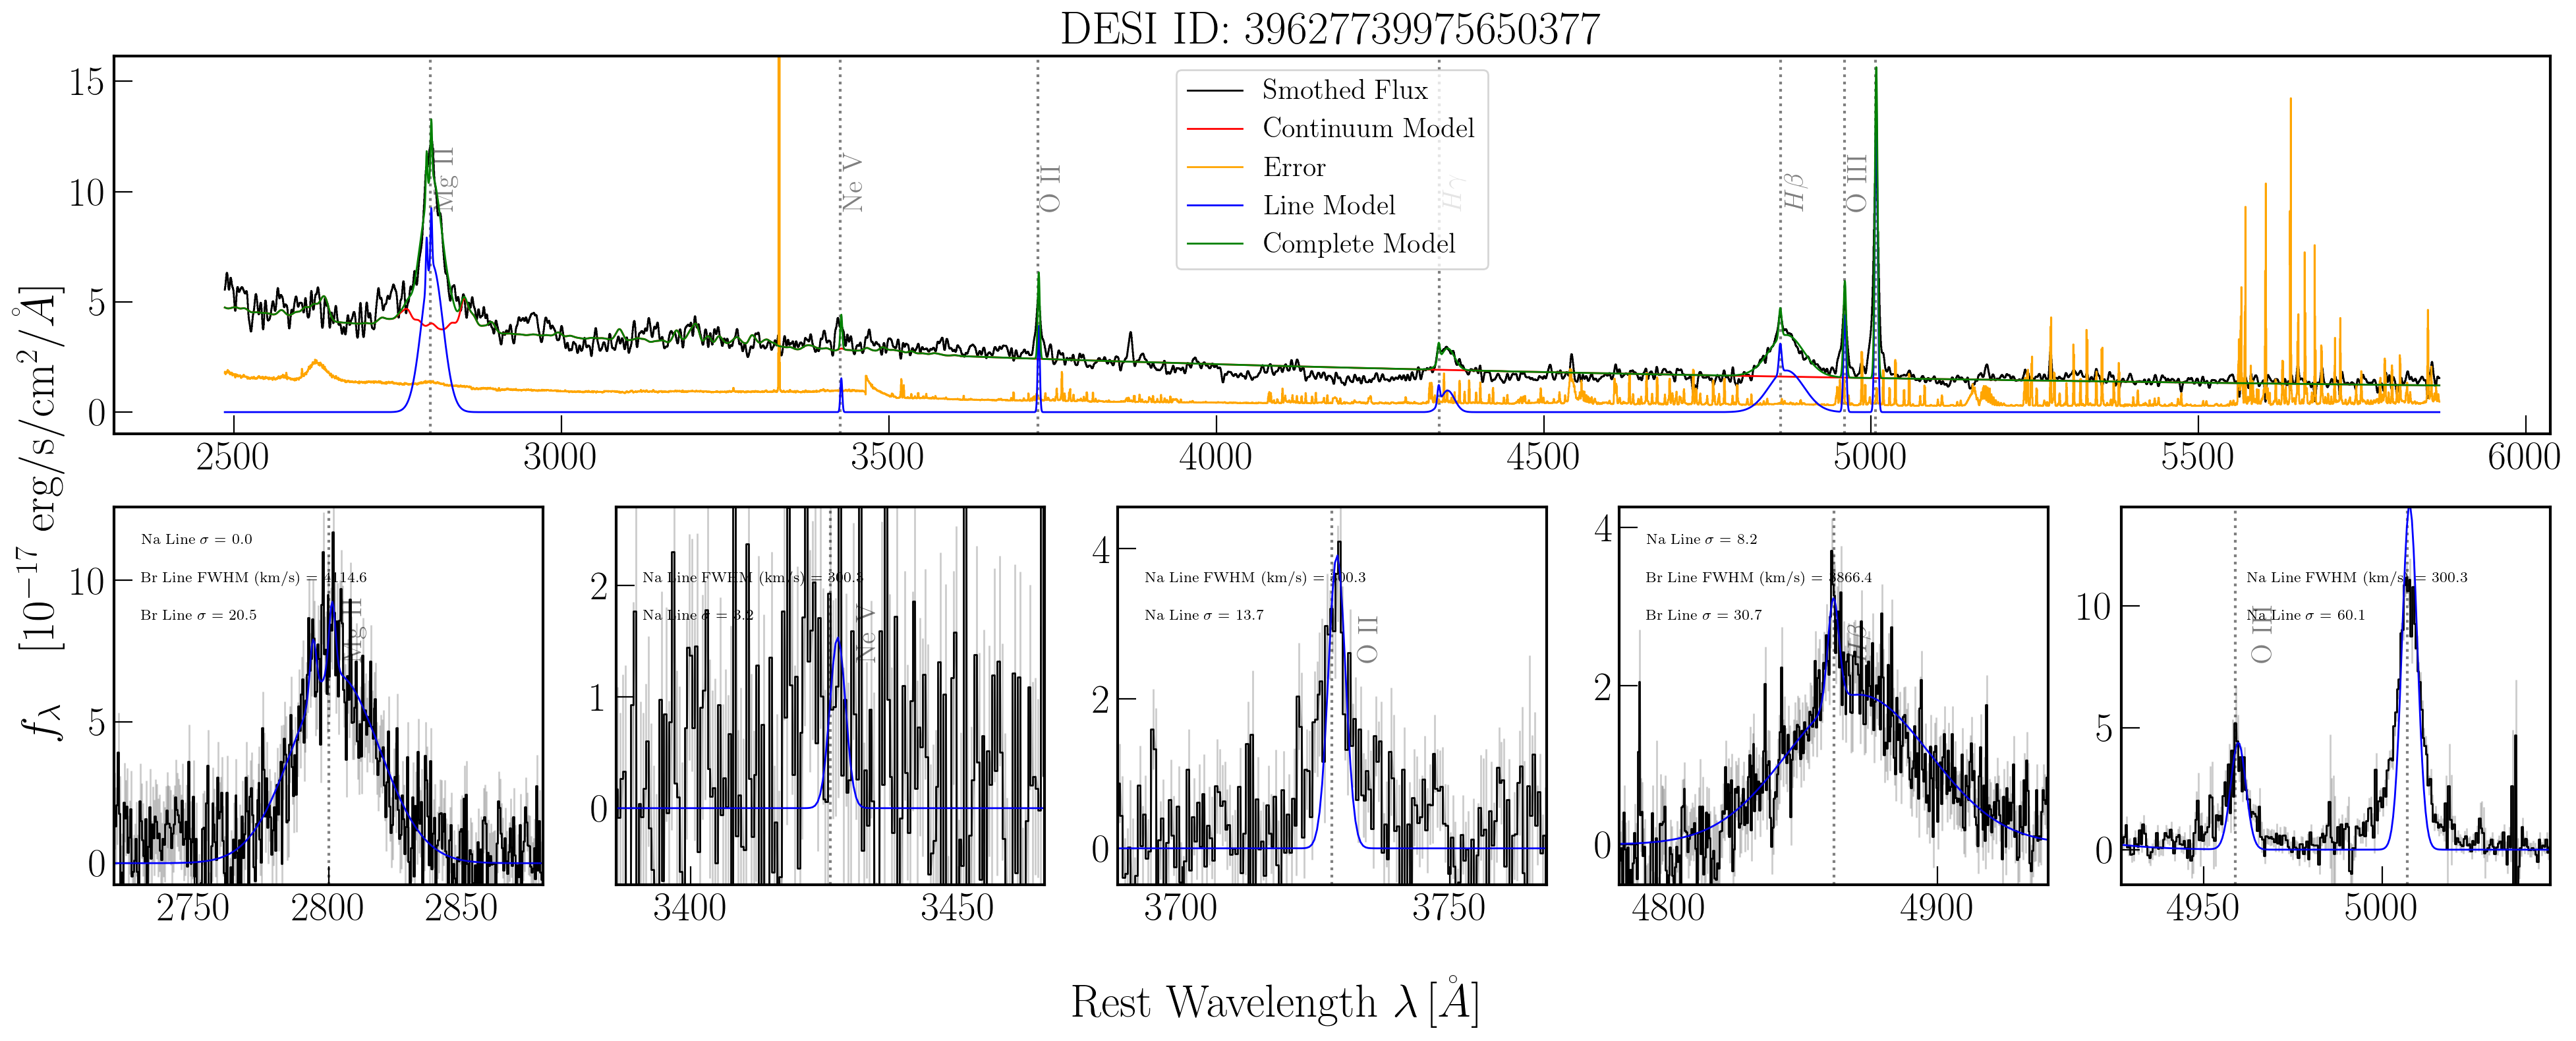 DESI ID: 39627739975650377
15
10
5
0
Smothed Flux
Continuum Model
Error
Line Model
Complete Model
Mg II
Ne V
O II
Hγ
Hβ
O III
2500 3000 3500 4000 4500 5000 5500 6000
f_λ [10^{-17} erg/s/cm^2/Å]
Na Line σ = 0.0
Br Line FWHM (km/s) = 4114.6
Br Line σ = 20.5
Mg II
10
5
0
2750 2800 2850
Na Line FWHM (km/s) = 300.3
Na Line σ = 3.2
Ne V
2
1
0
3400 3450
Na Line FWHM (km/s) = 300.3
Na Line σ = 13.7
O II
4
2
0
3700 3750
Na Line σ = 8.2
Br Line FWHM (km/s) = 3866.4
Br Line σ = 30.7
Hβ
4
2
0
4800 4900
Na Line FWHM (km/s) = 300.3
Na Line σ = 60.1
O III
10
5
0
4950 5000
Rest Wavelength λ [Å]